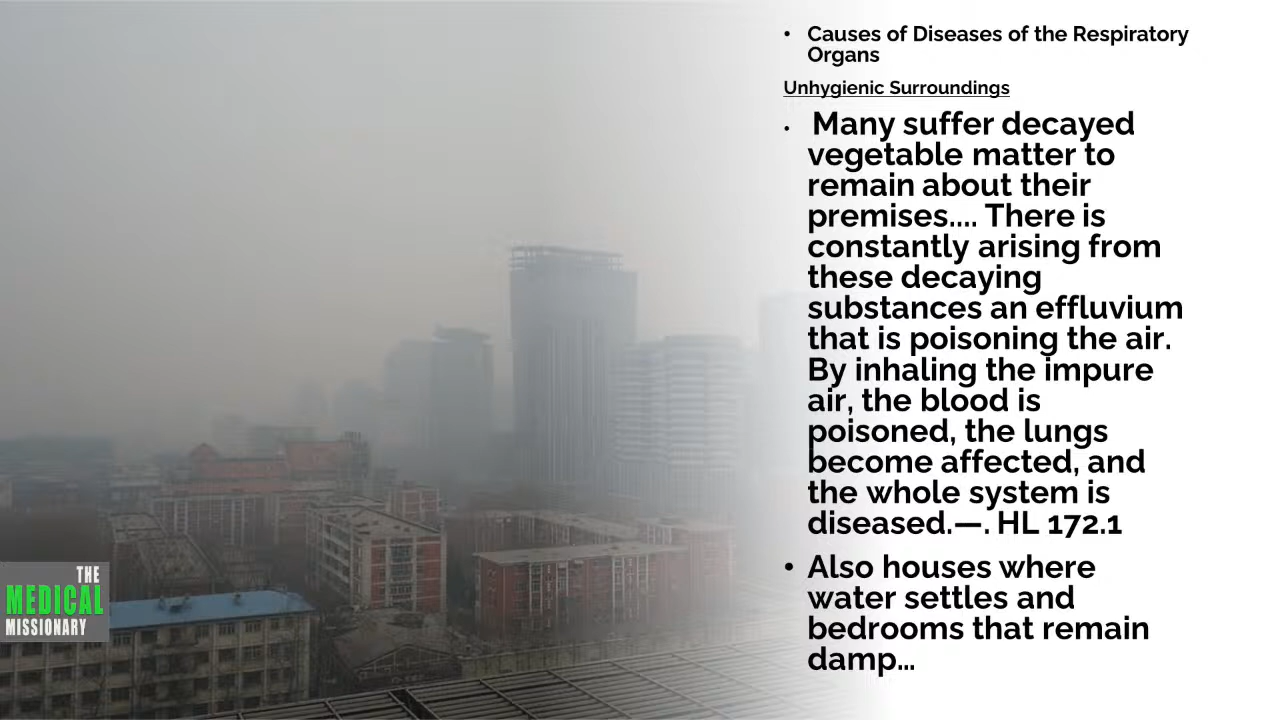 • Causes of Diseases of the Respiratory
Organs
Unhygienic Surroundings
• Many suffer decayed
vegetable matter to
remain about their
premises.... There is
constantly arising from
these decaying
substances an effluvium
that is poisoning the air.
By inhaling the impure
air, the blood is
poisoned, the lungs
become affected, and
the whole system is
diseased.—. HL 172.1
• Also houses where
water settles and
bedrooms that remain
damp...
THE
MEDICAL
MISSIONARY